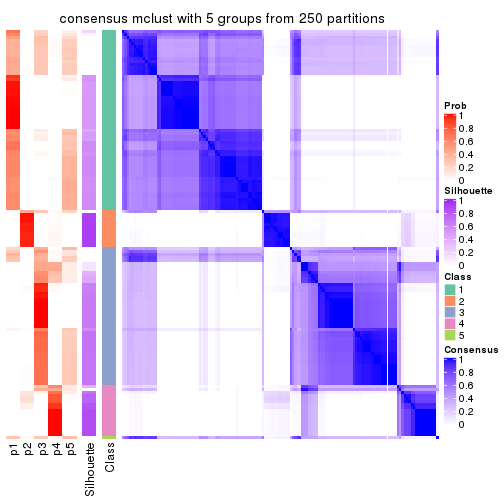 consensus mclust with 5 groups from 250 partitions
Prob
1
0.8
0.6
0.4
0.2
0
Silhouette
1
0.8
0.6
0.4
0.2
0
Class
1
2
3
4
5
Consensus
1
0.8
0.6
0.4
0.2
0
p1
p2
p3
p4
p5
Silhouette
Class